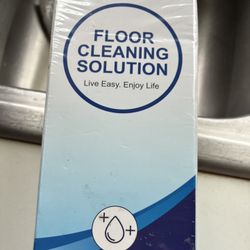 FLOOR
CLEANING
SOLUTION
Live Easy. Enjoy Life